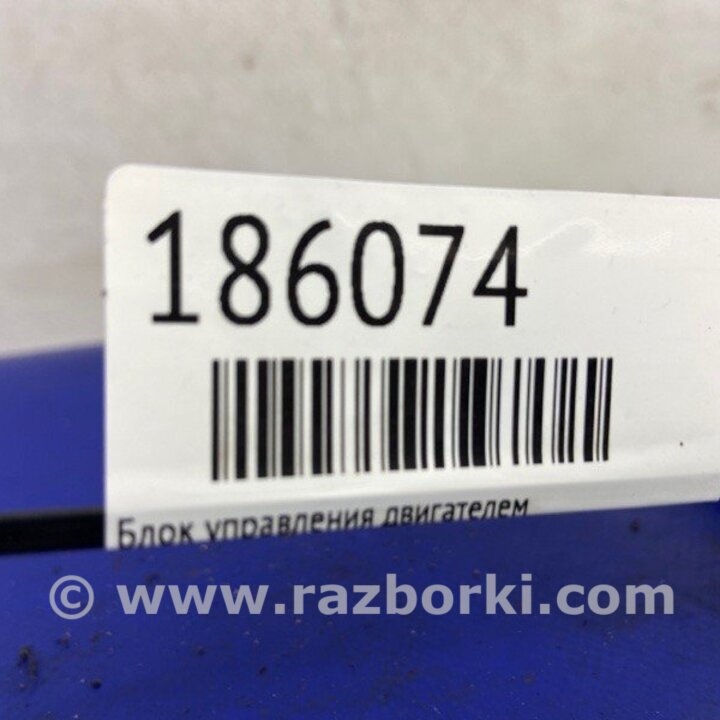 186074
Блок управления двигателем
© www.razborki.com